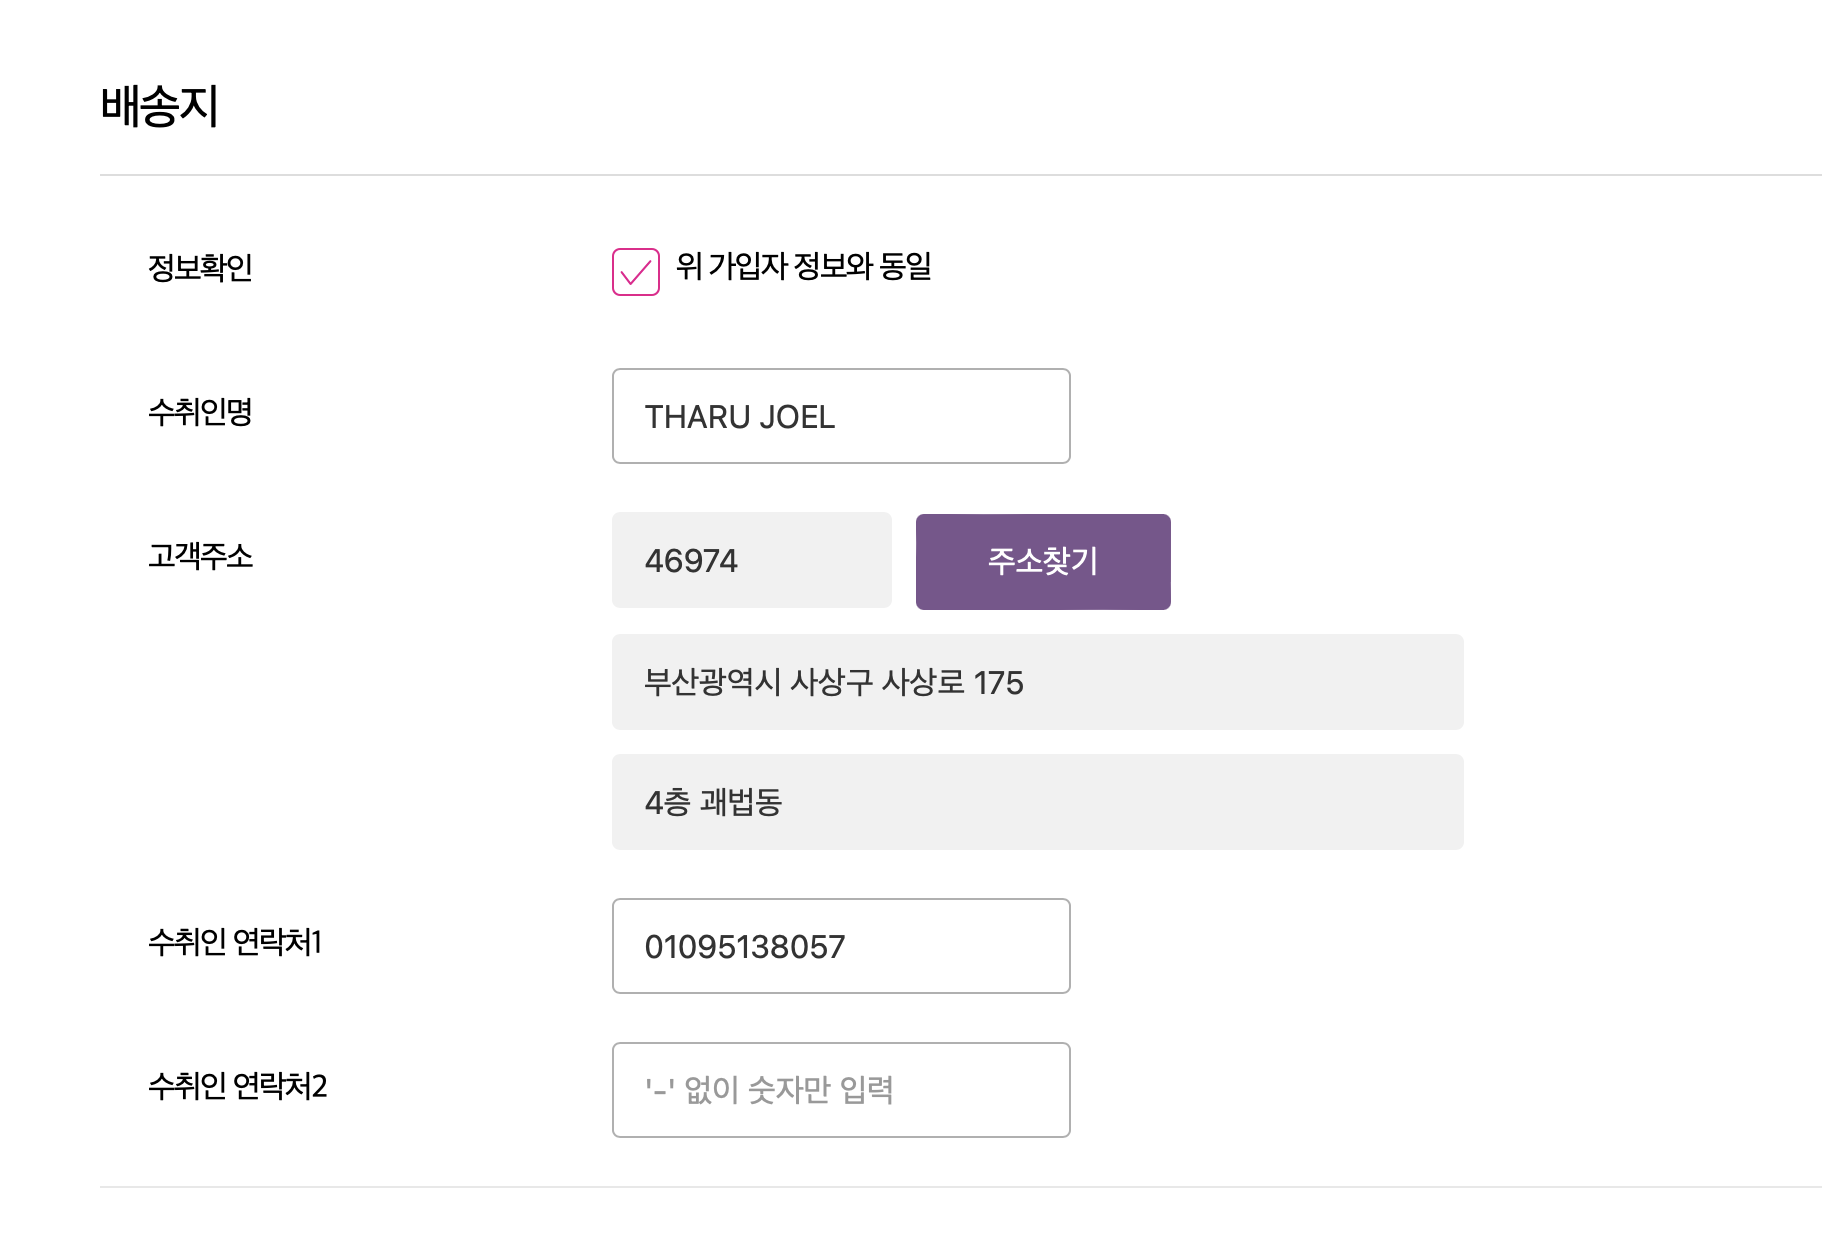 배송지
정보확인
위 가입자 정보와 동일
수취인명
THARU JOEL
고객주소
46974
주소찾기
부산광역시 사상구 사상로 175
4층 괘법동
수취인 연락처1
01095138057
수취인 연락처2
'-' 없이 숫자만 입력